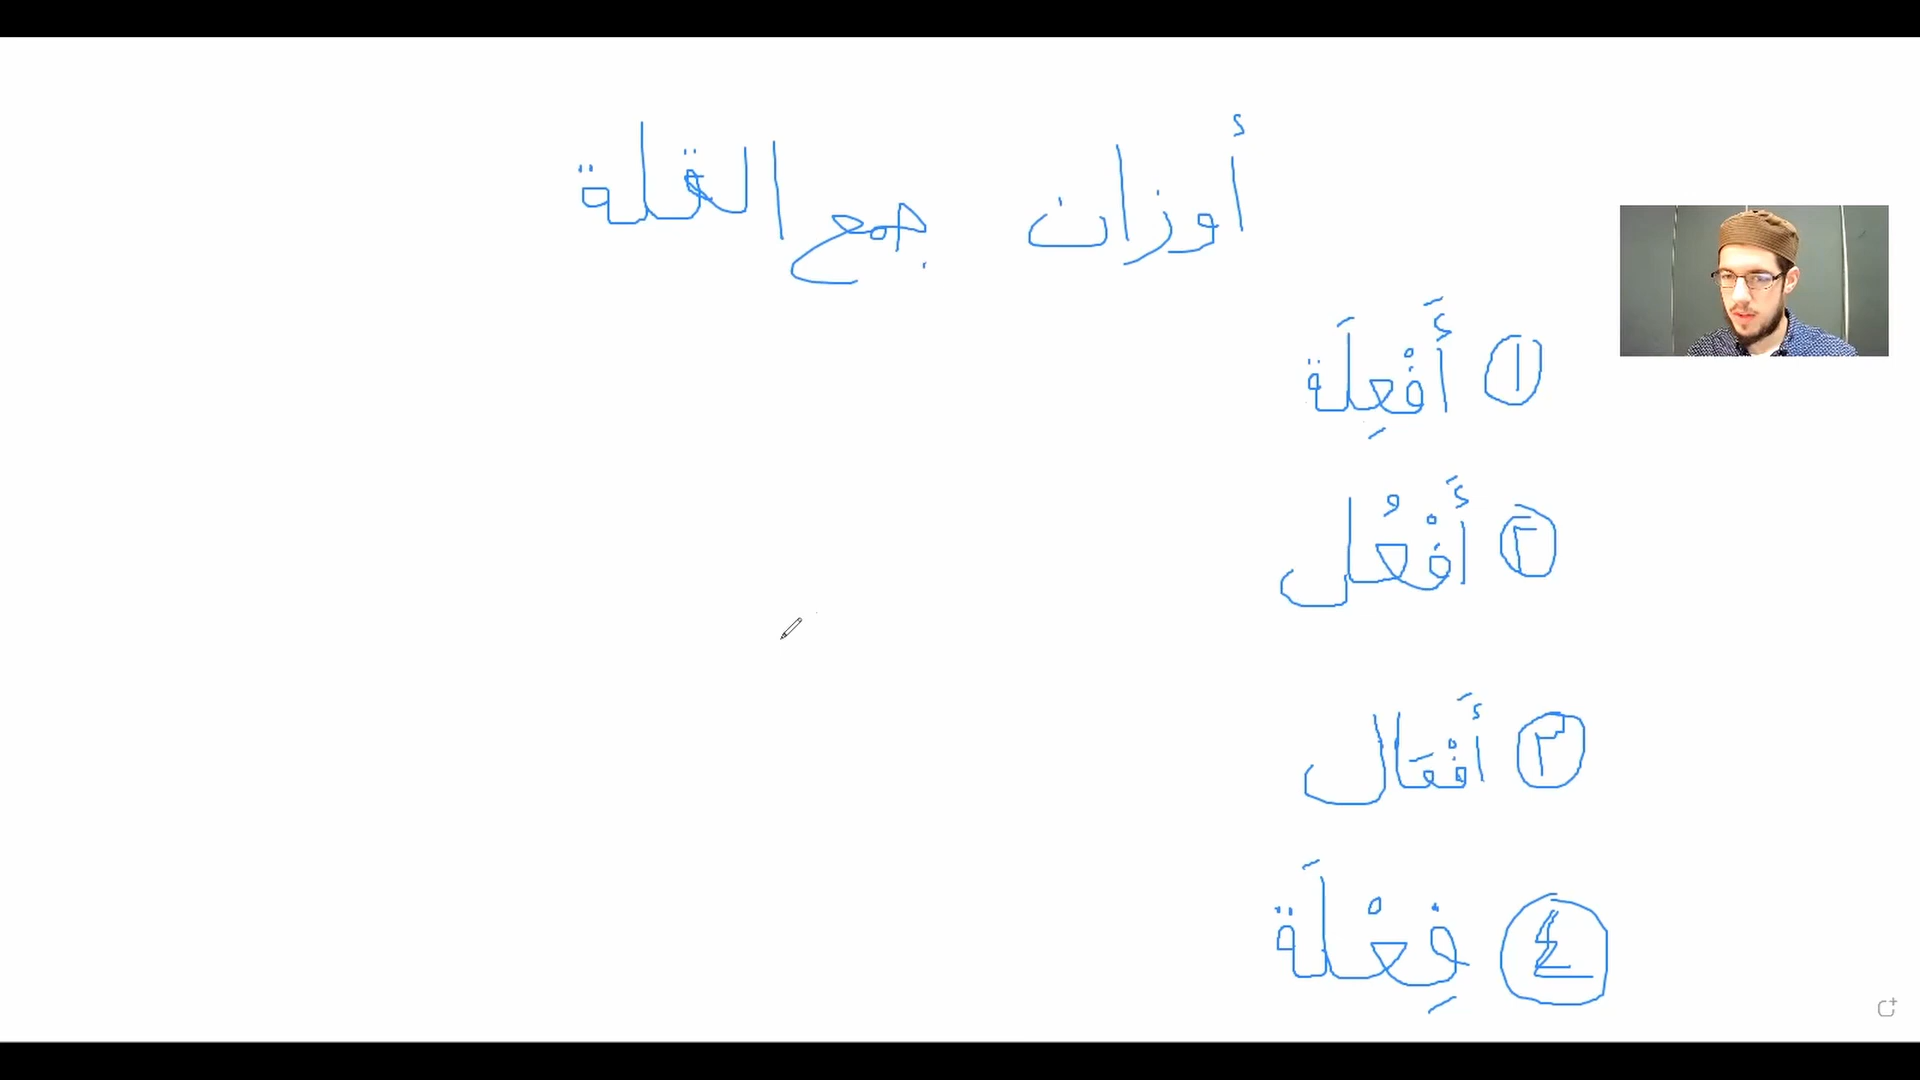 أوزان جمع القلة
١ أَفْعِلَة
٢ أَفْعُل
٣ أَفْعَال
٤ فِعْلَة